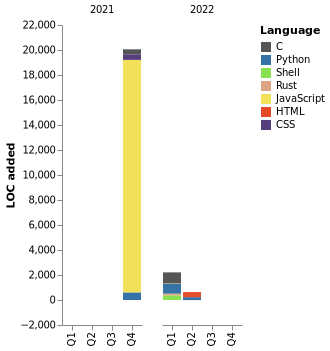 2021 2022
LOC added
22,000
20,000
18,000
16,000
14,000
12,000
10,000
8,000
6,000
4,000
2,000
0
−2,000
Q1 Q2 Q3 Q4 Q1 Q2 Q3 Q4
Language
C
Python
Shell
Rust
JavaScript
HTML
CSS